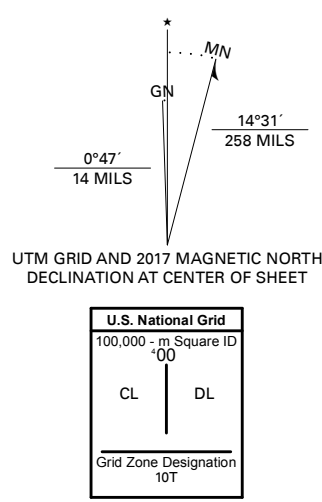 ★
MN
GN
14°31´
258 MILS
0°47´
14 MILS
UTM GRID AND 2017 MAGNETIC NORTH
DECLINATION AT CENTER OF SHEET
U.S. National Grid
100,000 - m Square ID
⁴00
CL DL
Grid Zone Designation
10T